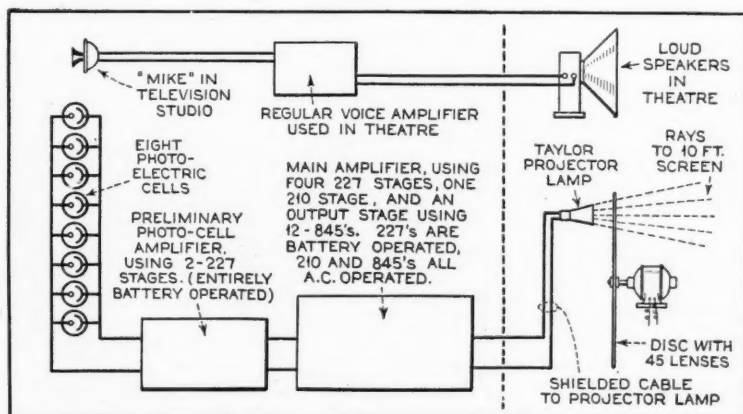 "MIKE" IN
TELEVISION
STUDIO
REGULAR VOICE AMPLIFIER
USED IN THEATRE
LOUD
SPEAKERS
IN
THEATRE
EIGHT
PHOTO-
ELECTRIC
CELLS
PRELIMINARY
PHOTO-CELL
AMPLIFIER,
USING 2-227
STAGES. (ENTIRELY
BATTERY OPERATED)
MAIN AMPLIFIER, USING
FOUR 227 STAGES, ONE
210 STAGE, AND AN
OUTPUT STAGE USING
12-845's. 227's ARE
BATTERY OPERATED,
210 AND 845's ALL
A.C. OPERATED.
TAYLOR
PROJECTOR
LAMP
RAYS
TO 10 FT.
SCREEN
DISC WITH
45 LENSES
SHIELDED CABLE
TO PROJECTOR LAMP